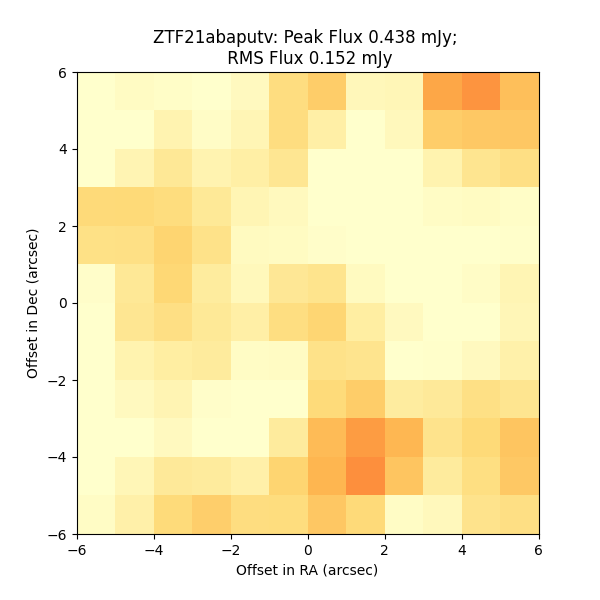 ZTF21abaputv: Peak Flux 0.438 mJy;
RMS Flux 0.152 mJy
6
4
2
0
−2
−4
−6
Offset in Dec (arcsec)
−6 −4 −2 0 2 4 6
Offset in RA (arcsec)